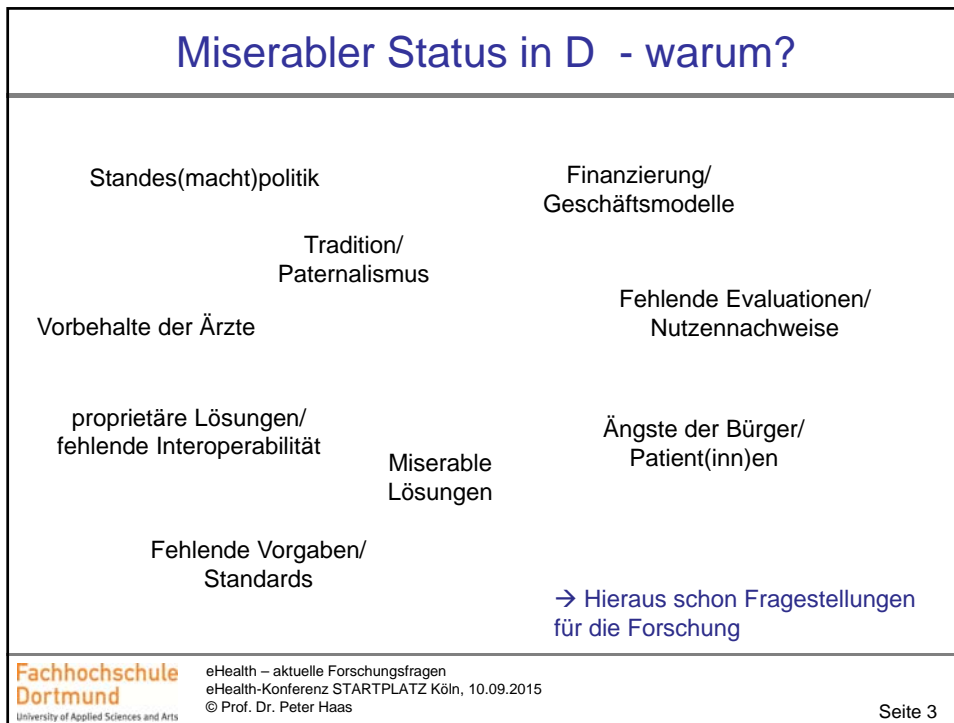 Miserabler Status in D - warum?
Standes(macht)politik
Finanzierung/
Geschäftsmodelle
Tradition/
Paternalismus
Fehlende Evaluationen/
Nutzennachweise
Vorbehalte der Ärzte
proprietäre Lösungen/
fehlende Interoperabilität
Ängste der Bürger/
Patient(inn)en
Miserable
Lösungen
Fehlende Vorgaben/
Standards
→ Hieraus schon Fragestellungen
für die Forschung
Fachhochschule
Dortmund
University of Applied Sciences and Arts
eHealth – aktuelle Forschungsfragen
eHealth-Konferenz STARTPLATZ Köln, 10.09.2015
© Prof. Dr. Peter Haas
Seite 3